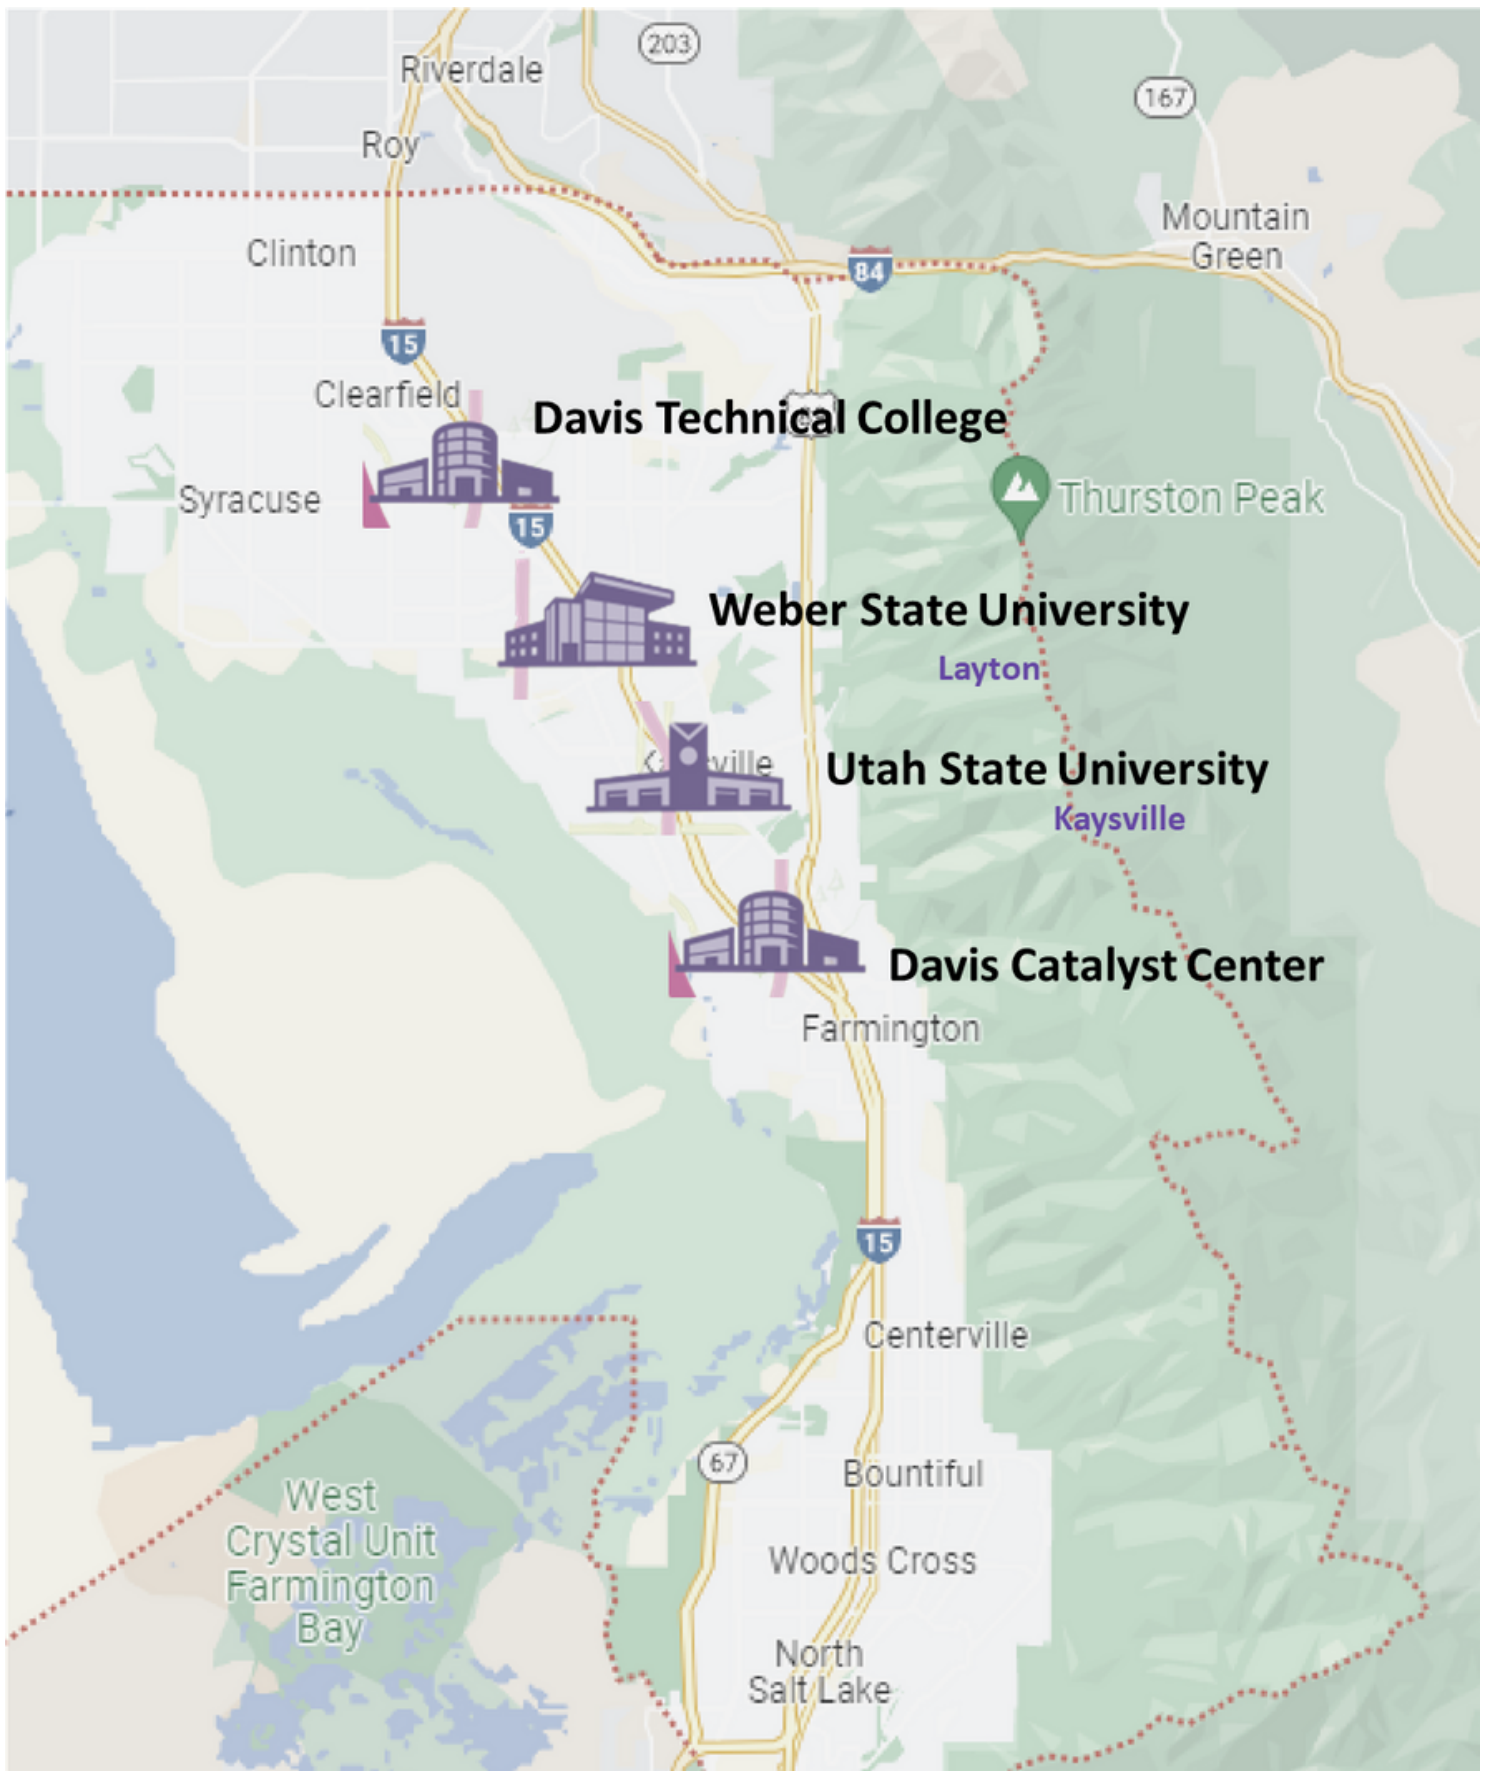 203
Riverdale
167
Roy
Mountain
Green
Clinton
84
15
Clearfield
Davis Technical College
Thurston Peak
Syracuse
15
Weber State University
Layton
Utah State University
Kaysville
Davis Catalyst Center
Farmington
15
Centerville
67
Bountiful
West
Crystal Unit
Farmington
Bay
Woods Cross
North
Salt Lake